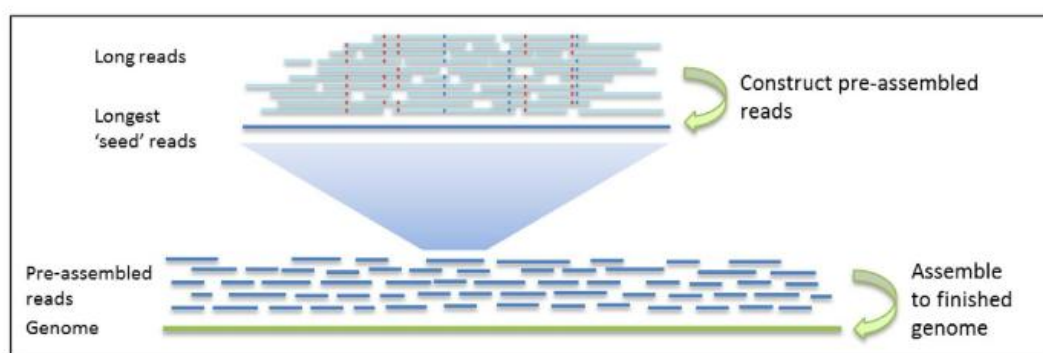 Long reads
Longest
‘seed’ reads
Construct pre-assembled
reads
Pre-assembled
reads
Genome
Assemble
to finished
genome